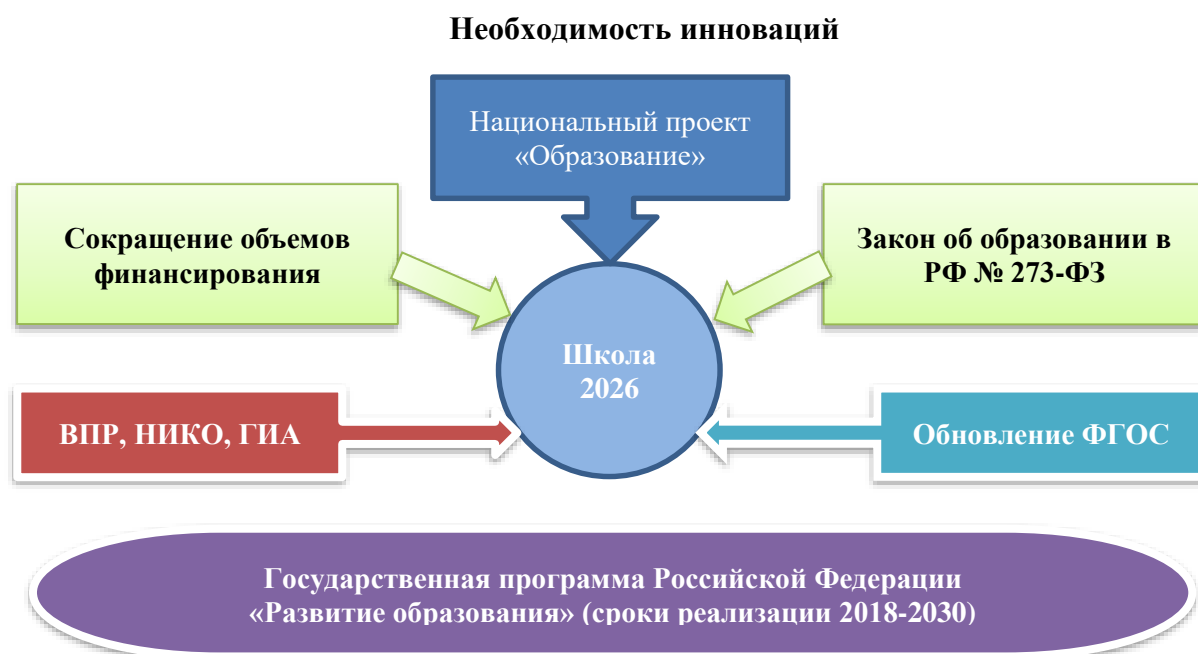 Необходимость инноваций
Национальный проект
«Образование»
Сокращение объемов
финансирования
Закон об образовании в
РФ № 273-ФЗ
Школа
2026
ВПР, НИКО, ГИА
Обновление ФГОС
Государственная программа Российской Федерации
«Развитие образования» (сроки реализации 2018-2030)